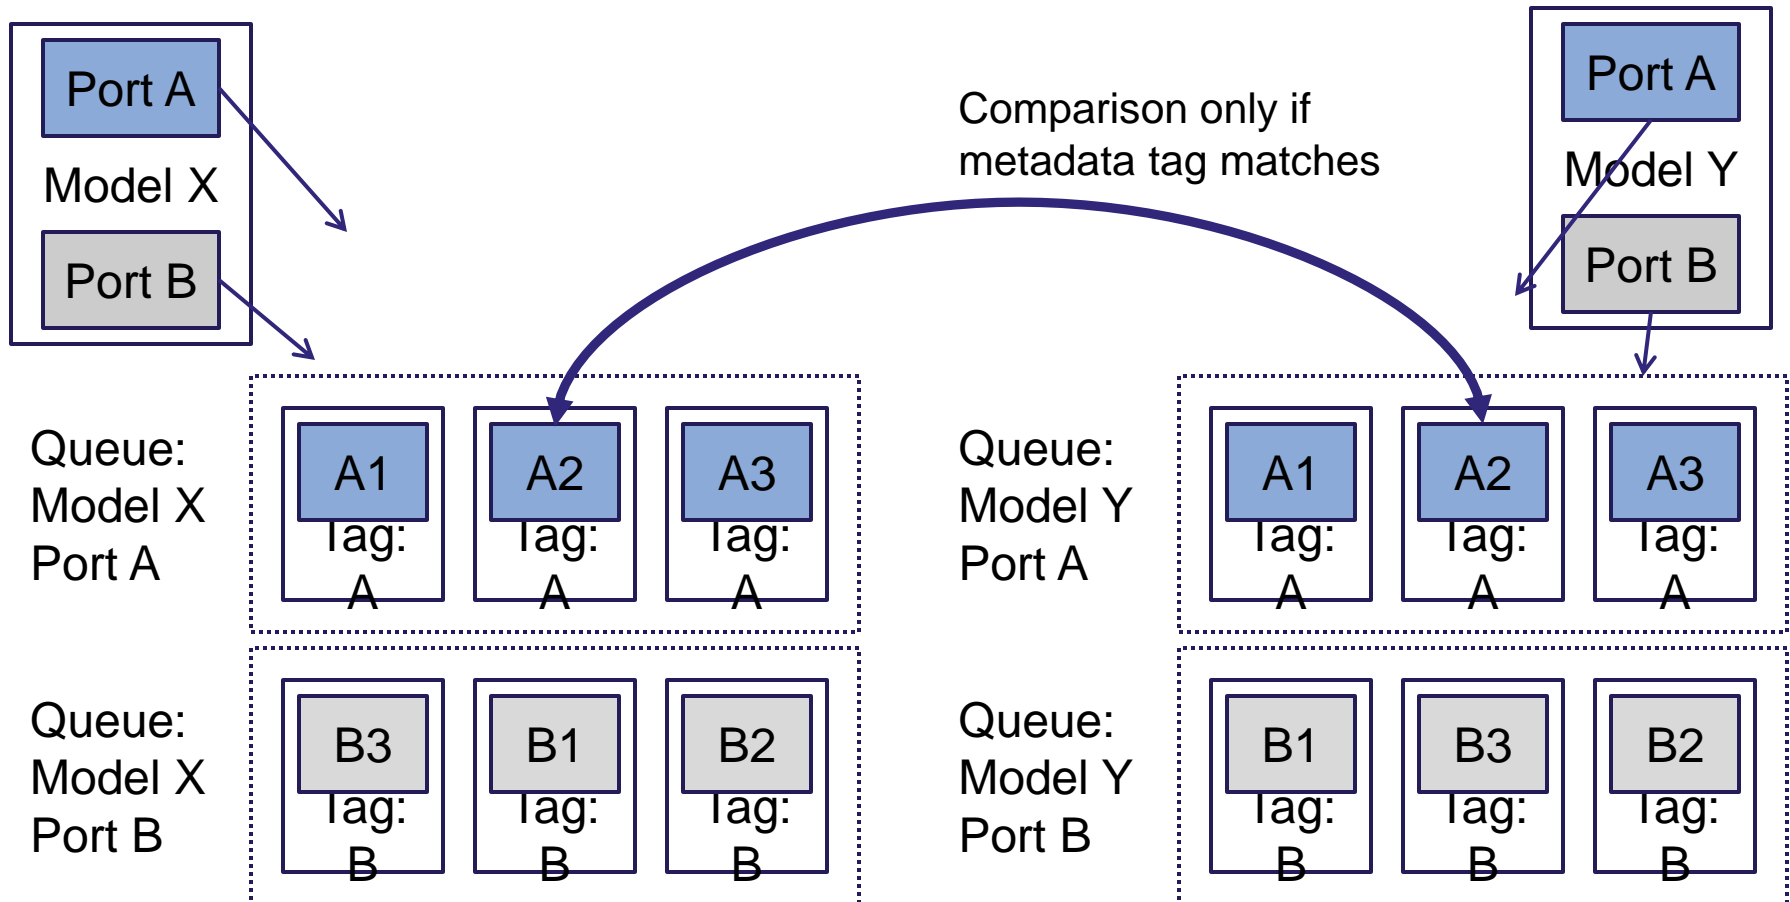 Port A
Model X
Port B
Comparison only if
metadata tag matches
Port A
Model Y
Port B
Queue:
Model X
Port A
A1
Tag:
A
A2
Tag:
A
A3
Tag:
A
Queue:
Model Y
Port A
A1
Tag:
A
A2
Tag:
A
A3
Tag:
A
Queue:
Model X
Port B
B3
Tag:
B
B1
Tag:
B
B2
Tag:
B
Queue:
Model Y
Port B
B1
Tag:
B
B3
Tag:
B
B2
Tag:
B